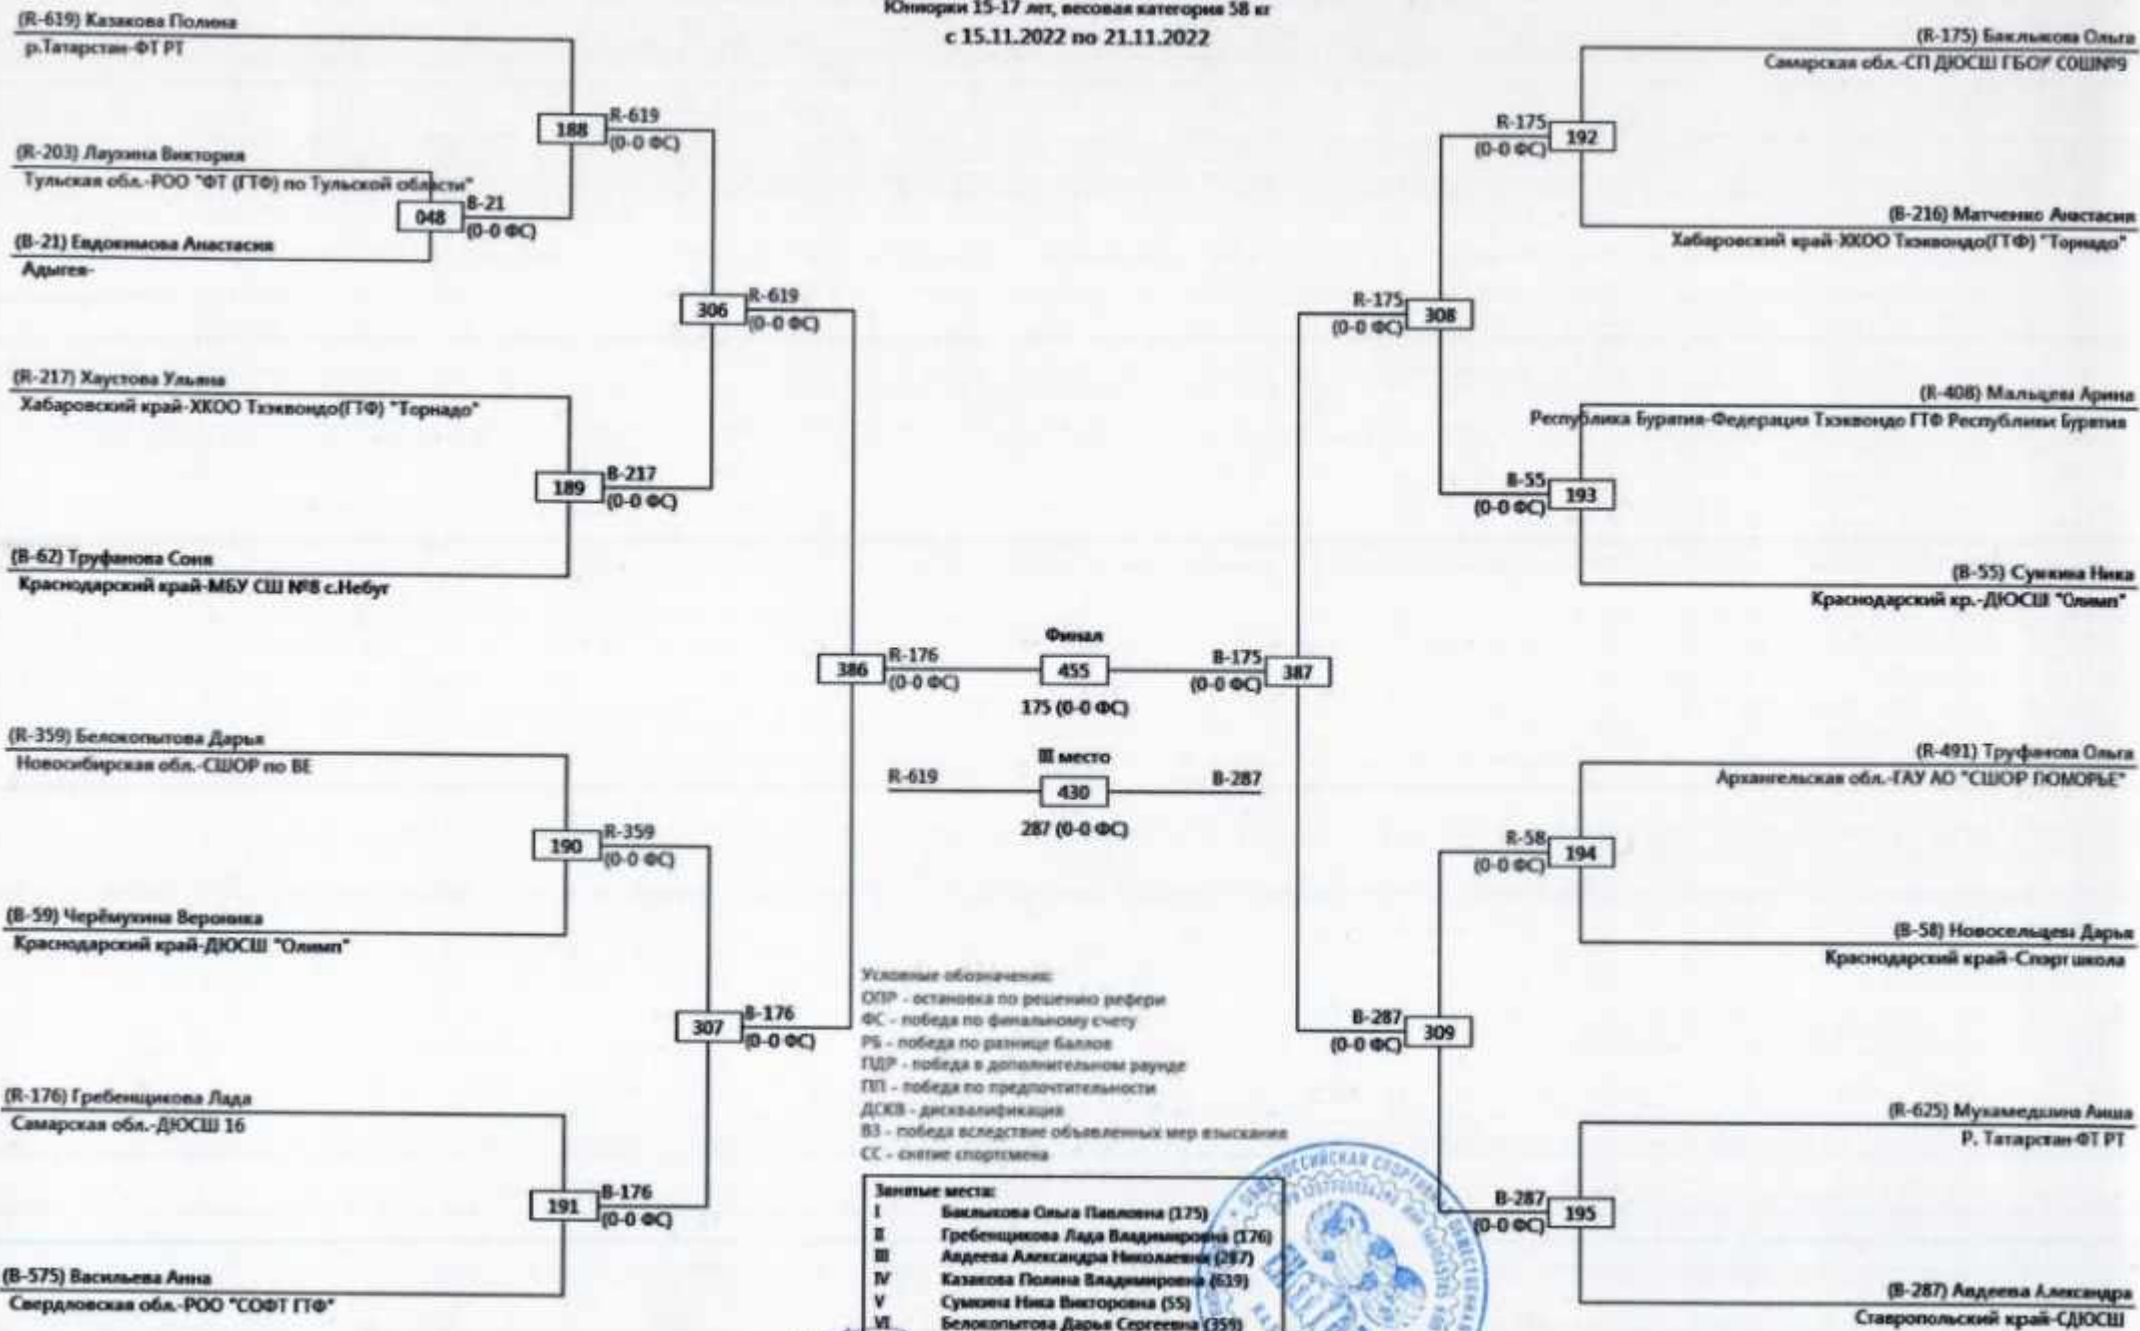 Юниорки 15-17 лет, весовая категория 58 кг
с 15.11.2022 по 21.11.2022
(R-619) Казакова Полина
р.Татарстан-ФТ РТ
188
R-619
(0-0 ФС)
(R-203) Лаухина Виктория
Тульская обл.-РОО "ФТ (ГТФ) по Тульской области"
048
B-21
(0-0 ФС)
(B-21) Евдокимова Анастасия
Адыгея-
306
R-619
(0-0 ФС)
(R-217) Хаустова Ульяна
Хабаровский край-ХКОО Тхэквондо(ГТФ) "Торнадо"
189
B-217
(0-0 ФС)
(B-62) Труфанова Соня
Краснодарский край-МБУ СШ №8 с.Небуг
386
R-176
(0-0 ФС)
(R-359) Белокопытова Дарья
Новосибирская обл.-СШОР по ВЕ
190
R-359
(0-0 ФС)
(B-59) Черёмухина Вероника
Краснодарский край-ДЮСШ "Олимп"
307
B-176
(0-0 ФС)
(R-176) Гребенщикова Лада
Самарская обл.-ДЮСШ 16
191
B-176
(0-0 ФС)
(B-575) Васильева Анна
Свердловская обл.-РОО "СОФТ ГТФ"
Финал
455
175 (0-0 ФС)
III место
R-619
430
B-287
287 (0-0 ФС)
(R-175) Баклыкова Ольга
Самарская обл.-СП ДЮСШ ГБОУ СОШ№9
R-175
(0-0 ФС)
192
(B-216) Матченко Анастасия
Хабаровский край-ХКОО Тхэквондо(ГТФ) "Торнадо"
R-175
(0-0 ФС)
308
(R-408) Мальцева Арина
Республика Бурятия-Федерация Тхэквондо ГТФ Республики Бурятия
B-55
(0-0 ФС)
193
(B-55) Сумкина Ника
Краснодарский кр.-ДЮСШ "Олимп"
B-175
(0-0 ФС)
387
(R-491) Труфанова Ольга
Архангельская обл.-ГАУ АО "СШОР ПОМОРЬЕ"
R-58
(0-0 ФС)
194
(B-58) Новосельцева Дарья
Краснодарский край-Спортшкола
B-287
(0-0 ФС)
309
(R-625) Мухамедзина Аиша
Р. Татарстан-ФТ РТ
B-287
(0-0 ФС)
195
(B-287) Авдеева Александра
Ставропольский край-СДЮСШ
Условные обозначения:
ОПР - остановка по решению рефери
ФС - победа по финальному счету
РБ - победа по разнице баллов
ПДР - победа в дополнительном раунде
ПП - победа по предпочтительности
ДСКВ - дисквалификация
ВЗ - победа вследствие объявленных мер взыскания
СС - снятие спортсмена
Занятые места:
I Баклыкова Ольга Павловна (175)
II Гребенщикова Лада Владимировна (176)
III Авдеева Александра Николаевна (287)
IV Казакова Полина Владимировна (619)
V Сумкина Ника Викторовна (55)
VI Белокопытова Дарья Сергеевна (359)